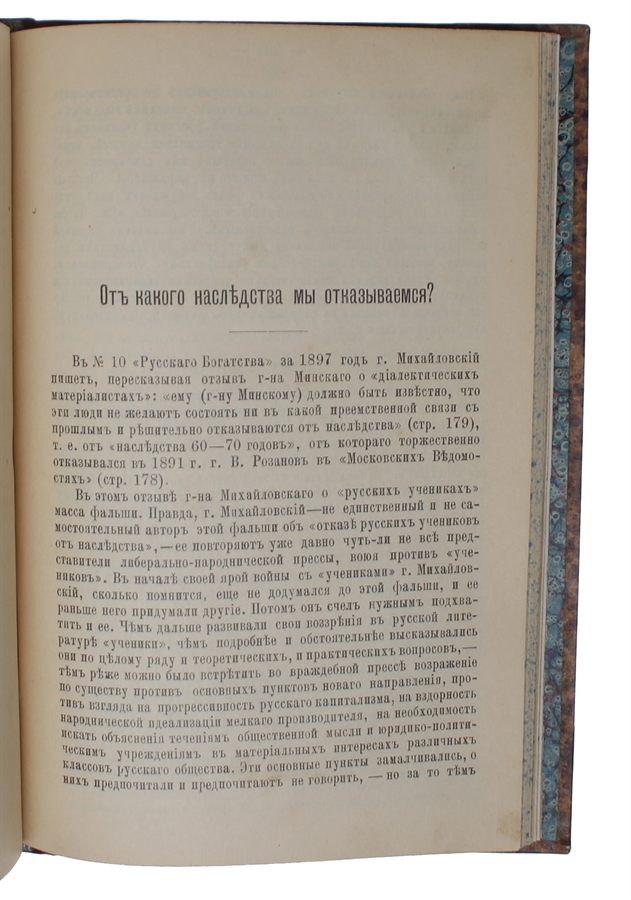 Отъ какого наслѣдства мы отказываемся?
Въ № 10 «Русскаго Богатства» за 1897 годъ г. Михайловскій
пишетъ, пересказывая отзывъ г-на Минскаго о «діалектическихъ
матеріалистахъ»: «ему (г-ну Минскому) должно быть извѣстно, что
эти люди не желаютъ состоять ни въ какой преемственной связи съ
прошлымъ и рѣшительно отказываются отъ наслѣдства» (стр. 179),
т. е. отъ «наслѣдства 60—70 годовъ», отъ котораго торжественно
отказывался въ 1891 г. г. В. Розановъ въ «Московскихъ Вѣдомо-
стяхъ» (стр. 178).
Въ этомъ отзывѣ г-на Михайловскаго о «русскихъ ученикахъ»
масса фальши. Правда, г. Михайловскій—не единственный и не са-
мостоятельный авторъ этой фальши объ «отказѣ русскихъ учениковъ
отъ наслѣдства»,—ее повторяютъ уже давно чуть-ли не всѣ пред-
ставители либерально-народнической прессы, воюя противъ «уче-
никовъ». Въ началѣ своей ярой войны съ «учениками» г. Михайлов-
скій, сколько помнится, еще не додумался до этой фальши, и ее
раньше него придумали другіе. Потомъ онъ счелъ нужнымъ подхва-
тить и ее. Чѣмъ дальше развивали свои воззрѣнія въ русской лите-
ратурѣ «ученики», чѣмъ подробнѣе и обстоятельнѣе высказывались
они по цѣлому ряду и теоретическихъ, и практическихъ вопросовъ,—
тѣмъ рѣже можно было встрѣтить во враждебной прессѣ возраженіе
по существу противъ основныхъ пунктовъ новаго направленія, про-
тивъ взгляда на прогрессивность русскаго капитализма, на вздорность
народнической идеализаціи мелкаго производителя, на необходимость
искать объясненія теченіямъ общественной мысли и юридико-полити-
ческимъ учрежденіямъ въ матеріальныхъ интересахъ различныхъ
классовъ русскаго общества. Эти основные пункты замалчивались, о
нихъ предпочитали и предпочитаютъ не говорить, —но за то тѣмъ